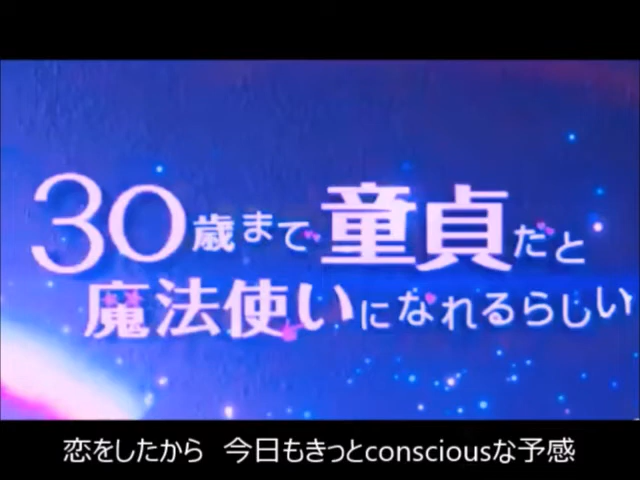 30歳まで童貞だと
魔法使いになれるらしい
恋をしたから　今日もきっとconsciousな予感